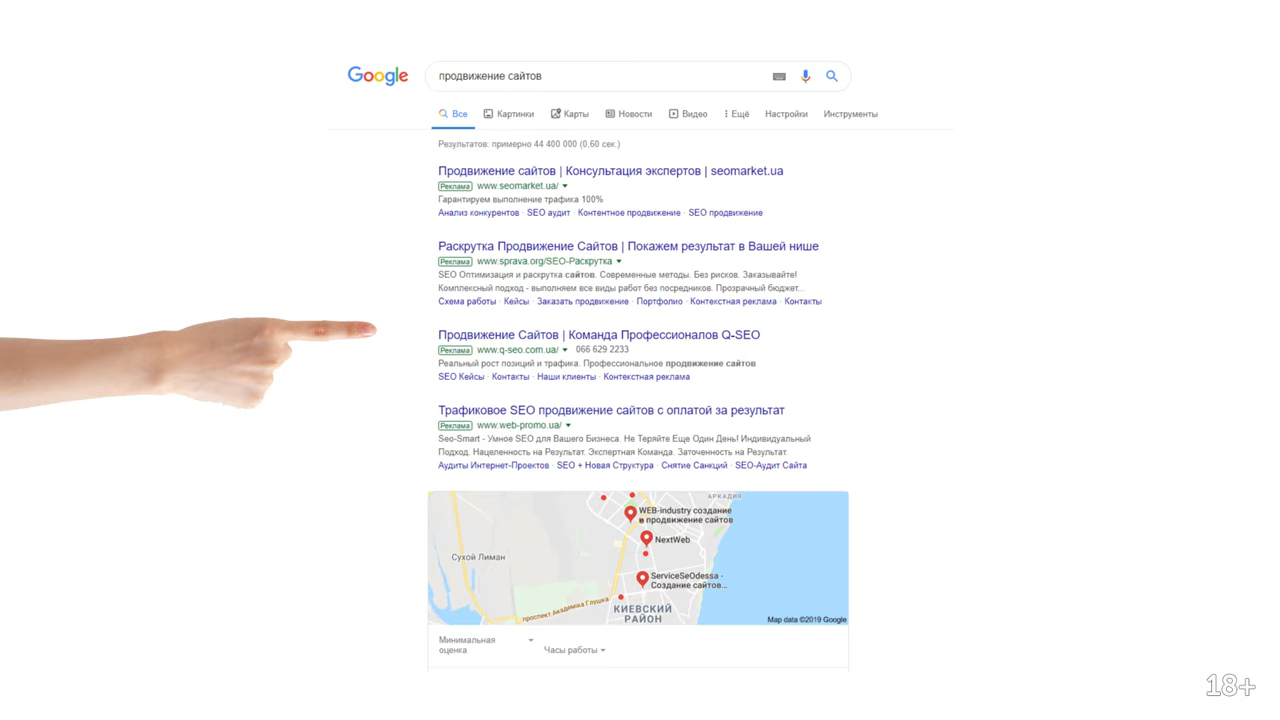 Google
продвижение сайтов
Все Картинки Карты Новости Видео Ещё Настройки Инструменты
Результатов: примерно 44 400 000 (0,60 сек.)
Продвижение сайтов | Консультация экспертов | seomarket.ua
Реклама www.seomarket.ua/
Гарантируем выполнение трафика 100%
Анализ конкурентов · SEO аудит · Контентное продвижение · SEO продвижение
Раскрутка Продвижение Сайтов | Покажем результат в Вашей нише
Реклама www.sprava.org/SEO-Раскрутка
SEO Оптимизация и раскрутка сайтов. Современные методы. Без рисков. Заказывайте!
Комплексный подход - выполняем все виды работ без посредников. Прозрачный бюджет...
Схема работы · Кейсы · Заказать продвижение · Портфолио · Контекстная реклама · Контакты
Продвижение Сайтов | Команда Профессионалов Q-SEO
Реклама www.q-seo.com.ua/ 066 629 2233
Реальный рост позиций и трафика. Профессиональное продвижение сайтов
SEO Кейсы · Контакты · Наши клиенты · Контекстная реклама
Трафиковое SEO продвижение сайтов с оплатой за результат
Реклама www.web-promo.ua/
Seo-Smart - Умное SEO для Вашего Бизнеса. Не Теряйте Еще Один День! Индивидуальный
Подход. Нацеленность на Результат. Экспертная Команда. Заточенность на Результат.
Аудиты Интернет-Проектов · SEO + Новая Структура · Снятие Санкций · SEO-Аудит Сайта
АРКАДИЯ
WEB-industry создание
и продвижение сайтов
NextWeb
Сухой Лиман
ServiceSeOdessa -
Создание сайтов...
проспект Академіка Глушка
КИЕВСКИЙ
РАЙОН
Map data ©2019 Google
Минимальная
оценка
Часы работы
18+